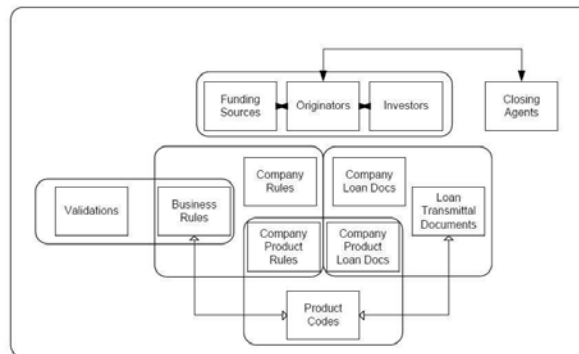 Funding
Sources
Originators
Investors
Closing
Agents
Company
Rules
Company
Loan Docs
Validations
Business
Rules
Loan
Transmittal
Documents
Company
Product
Rules
Company
Product
Loan Docs
Product
Codes